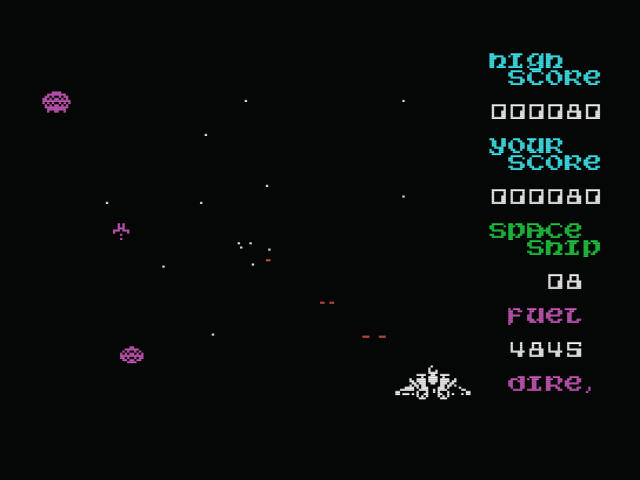 HIGH
SCORE
000080
YOUR
SCORE
000080
SPACE
SHIP
08
FUEL
4845
DIRE,